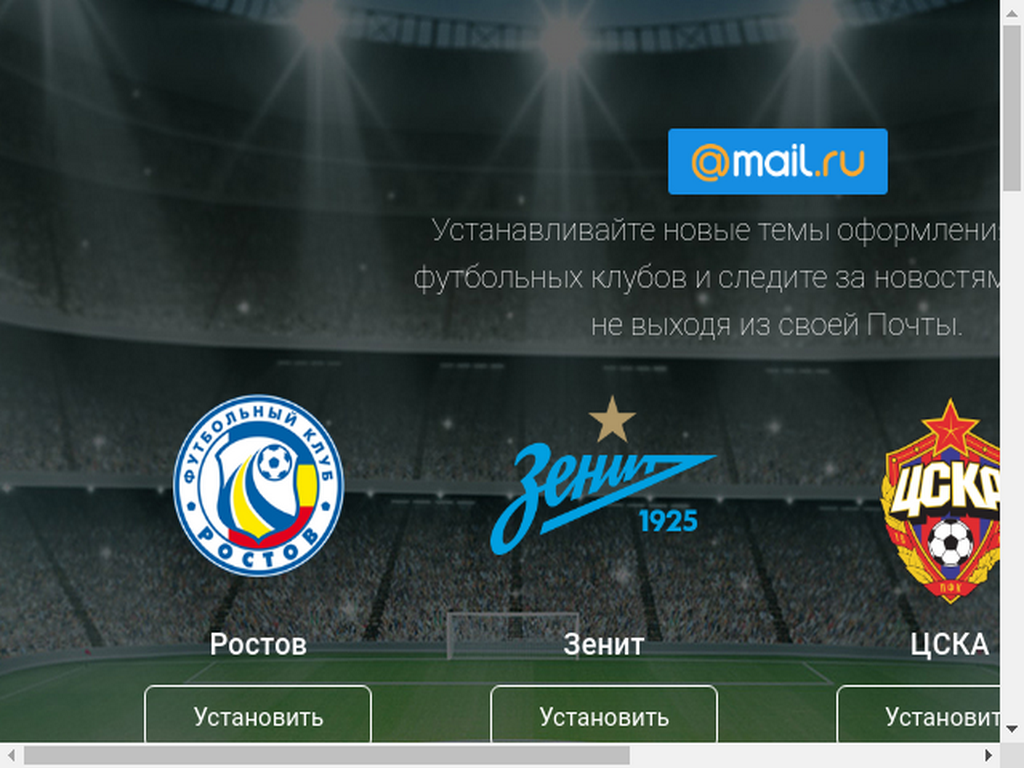 @mail.ru
Устанавливайте новые темы оформлени
футбольных клубов и следите за новостям
не выходя из своей Почты.
ФУТБОЛЬНЫЙ КЛУБ
РОСТОВ
Зенит
1925
ЦСКА
ПФК
Ростов
Зенит
ЦСКА
Установить
Установить
Установит